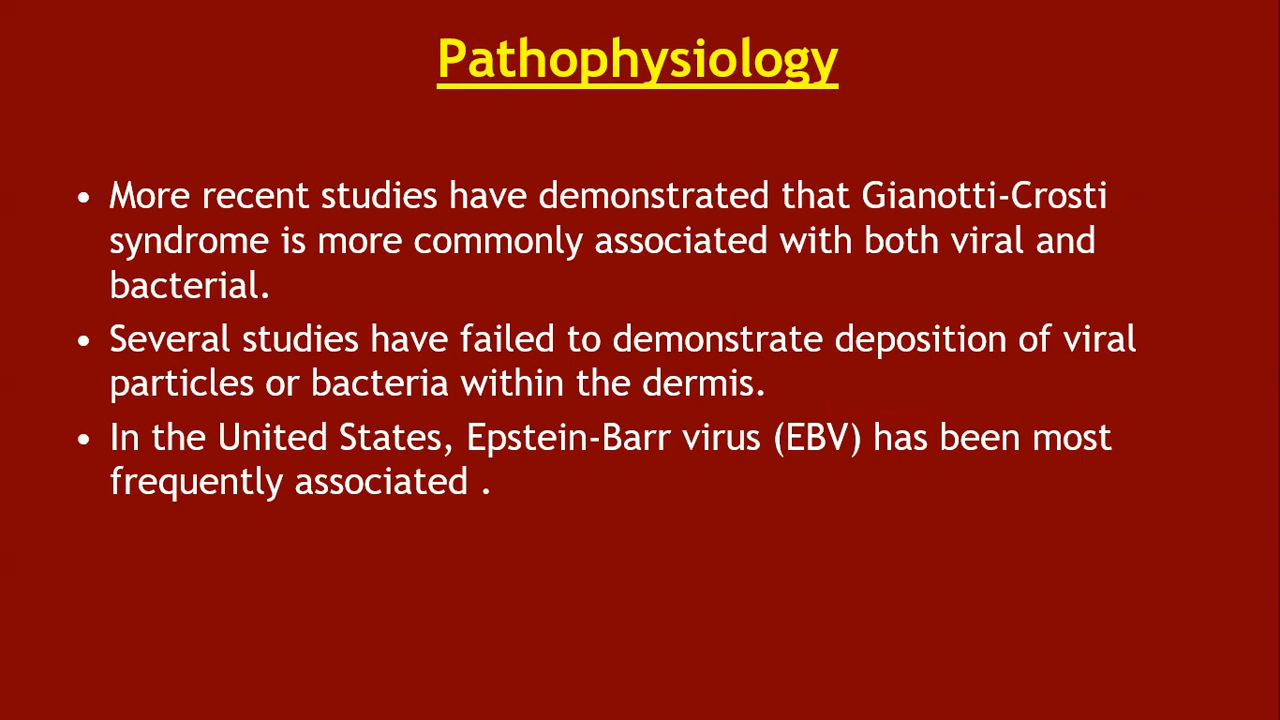 Pathophysiology
• More recent studies have demonstrated that Gianotti-Crosti
syndrome is more commonly associated with both viral and
bacterial.
• Several studies have failed to demonstrate deposition of viral
particles or bacteria within the dermis.
• In the United States, Epstein-Barr virus (EBV) has been most
frequently associated .